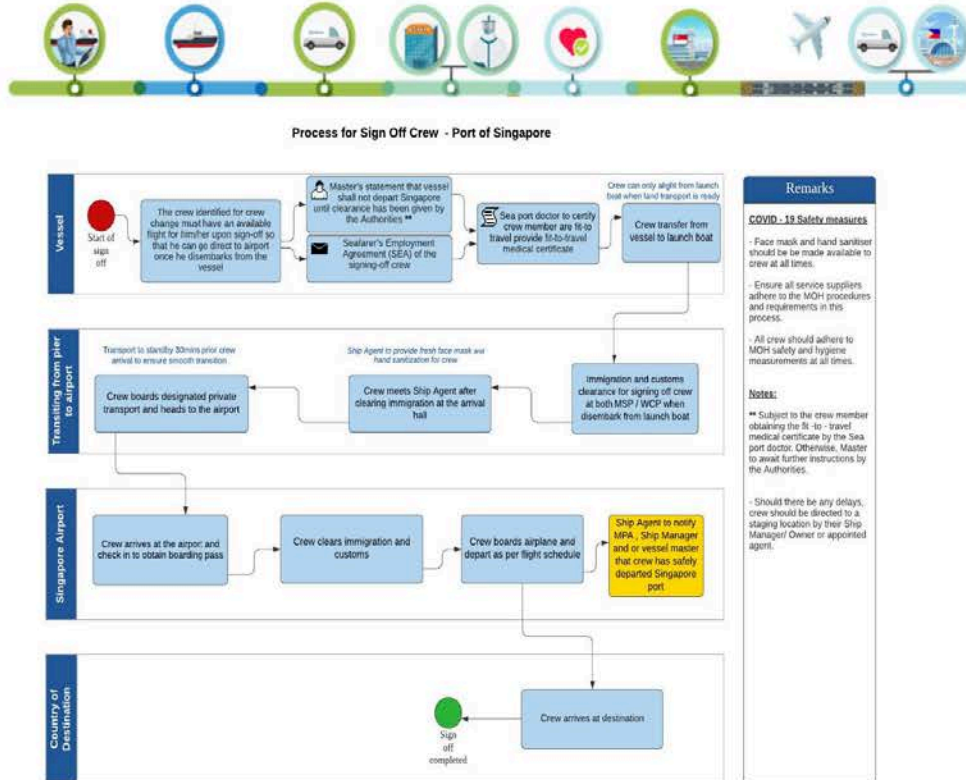 Process for Sign Off Crew - Port of Singapore
Vessel
Start of
sign
off
The crew identified for crew
change must have an available
flight for him/her upon sign-off so
that he can go direct to airport
once he disembarks from the
vessel
Master's statement that vessel
shall not depart Singapore
until clearance has been given
by the Authorities **
Seafarer's Employment
Agreement (SEA) of the
signing-off crew
Sea port doctor to certify
crew member are fit-to
travel provide fit-to-travel
medical certificate
Crew can only alight from launch
boat when land transport is ready
Crew transfer from
vessel to launch boat
Transiting from pier
to airport
Transport to standby 30mins prior crew
arrival to ensure smooth transition
Crew boards designated private
transport and heads to the airport
Ship Agent to provide fresh face mask and
hand sanitization for crew
Crew meets Ship Agent after
clearing immigration at the arrival
hall
Immigration and customs
clearance for signing off crew
at both MSP / WCP when
disembark from launch boat
Singapore Airport
Crew arrives at the airport and
check in to obtain boarding pass
Crew clears immigration and
customs
Crew boards airplane and
depart as per flight schedule
Ship Agent to notify
MPA , Ship Manager
and or vessel master
that crew has safely
departed Singapore
port
Country of
Destination
Sign
off
completed
Crew arrives at destination
Remarks
COVID - 19 Safety measures
- Face mask and hand sanitiser
should be be made available to
crew at all times.
- Ensure all service suppliers
adhere to the MOH procedures
and requirements in this
process.
- All crew should adhere to
MOH safety and hygiene
measurements at all times.
Notes:
** Subject to the crew member
obtaining the fit -to - travel
medical certificate by the Sea
port doctor. Otherwise, Master
to await further instructions by
the Authorities.
- Should there be any delays,
crew should be directed to a
staging location by their Ship
Manager/ Owner or appointed
agent.